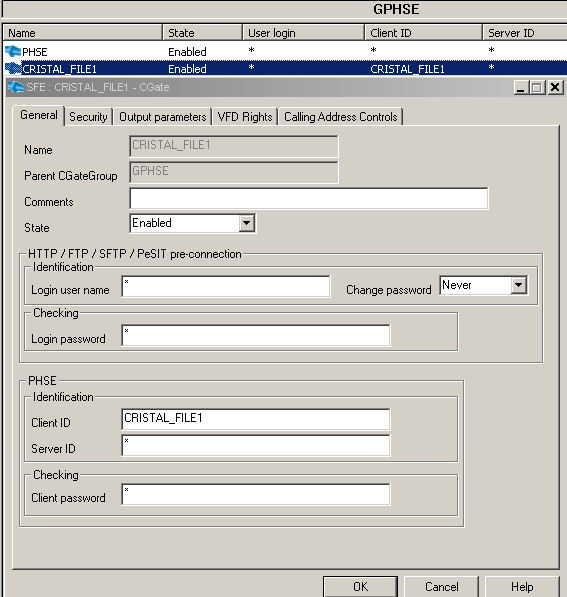 GPHSE
Name State User login Client ID Server ID
PHSE Enabled * * *
CRISTAL_FILE1 Enabled * CRISTAL_FILE1 *
SFE : CRISTAL_FILE1 - CGate
General Security Output parameters VFD Rights Calling Address Controls
Name CRISTAL_FILE1
Parent CGateGroup GPHSE
Comments
State Enabled
HTTP / FTP / SFTP / PeSIT pre-connection
Identification
Login user name * Change password Never
Checking
Login password *
PHSE
Identification
Client ID CRISTAL_FILE1
Server ID *
Checking
Client password *
OK Cancel Help